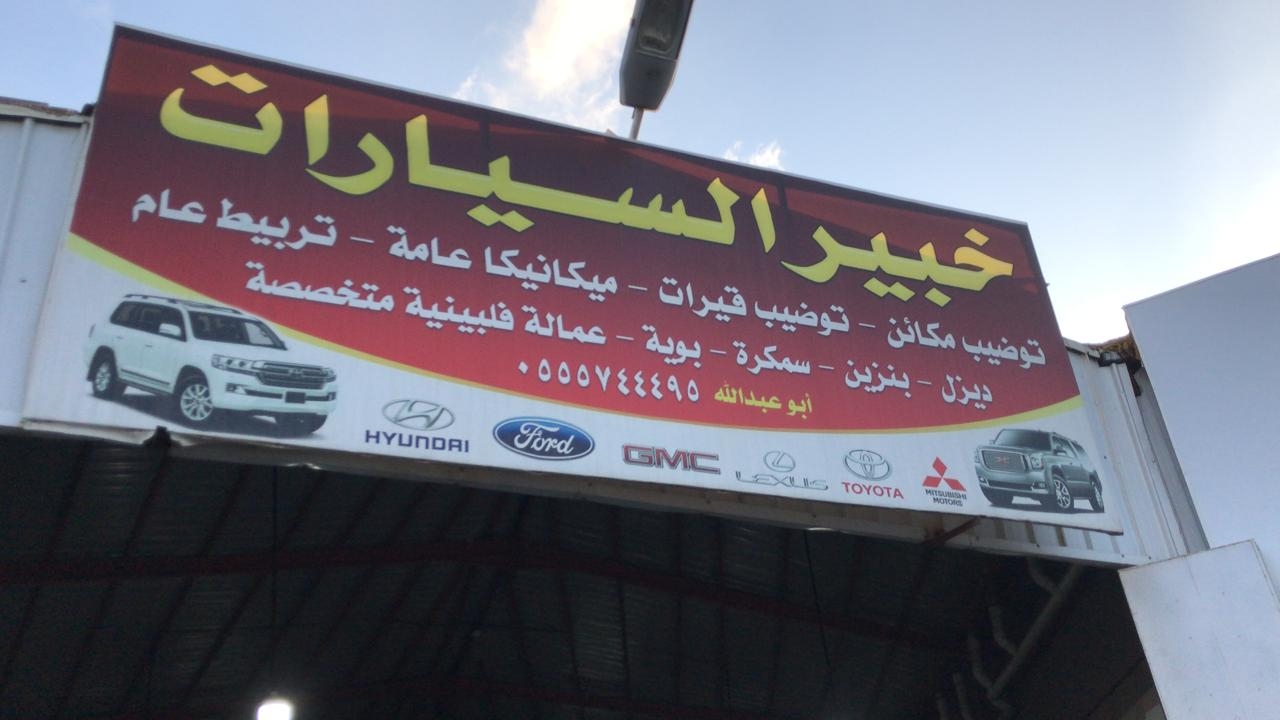 خبير السيارات
توضيب مكائن - توضيب قيرات - ميكانيكا عامة - تربيط عام
ديزل - بنزين - سمكرة - بوية - عمالة فلبينية متخصصة
أبو عبدالله ٠٥٥٥٧٤٤٤٩٥
HYUNDAI Ford GMC LEXUS TOYOTA MITSUBISHI MOTORS